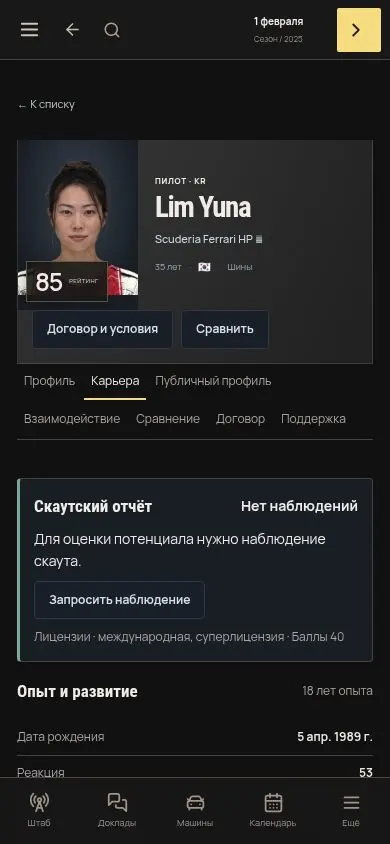 1 февраля
Сезон / 2025
← К списку
ПИЛОТ · KR
Lim Yuna
Scuderia Ferrari HP
35 лет · 🇰🇷 Шины
85 РЕЙТИНГ
Договор и условия Сравнить
Профиль Карьера Публичный профиль
Взаимодействие Сравнение Договор Поддержка
Скаутский отчёт Нет наблюдений
Для оценки потенциала нужно наблюдение
скаута.
Запросить наблюдение
Лицензии · международная, суперлицензия · Баллы 40
Опыт и развитие 18 лет опыта
Дата рождения 5 апр. 1989 г.
Реакция 53
Штаб Доклады Машины Календарь Ещё